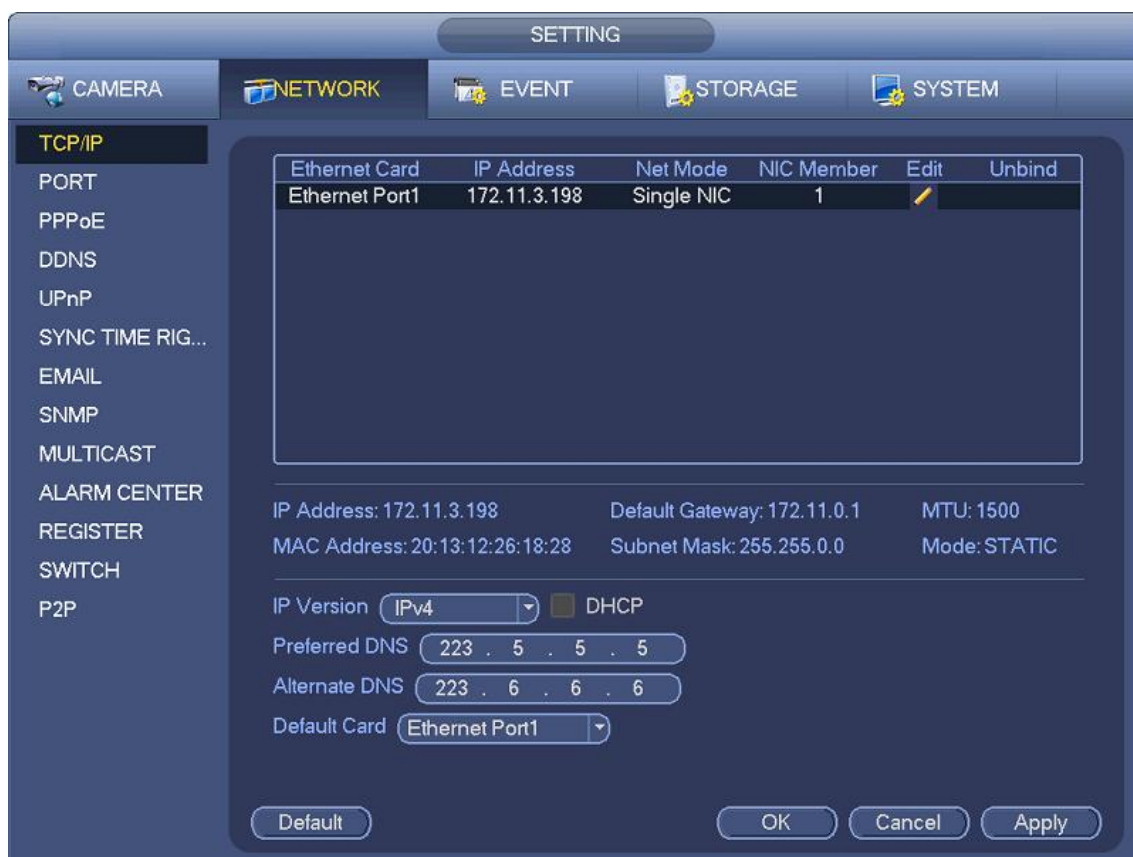 SETTING
CAMERA NETWORK EVENT STORAGE SYSTEM
TCP/IP
PORT
PPPoE
DDNS
UPnP
SYNC TIME RIG...
EMAIL
SNMP
MULTICAST
ALARM CENTER
REGISTER
SWITCH
P2P
Ethernet Card IP Address Net Mode NIC Member Edit Unbind
Ethernet Port1 172.11.3.198 Single NIC 1
IP Address: 172.11.3.198 Default Gateway: 172.11.0.1 MTU: 1500
MAC Address: 20:13:12:26:18:28 Subnet Mask: 255.255.0.0 Mode: STATIC
IP Version IPv4 DHCP
Preferred DNS 223 . 5 . 5 . 5
Alternate DNS 223 . 6 . 6 . 6
Default Card Ethernet Port1
Default OK Cancel Apply